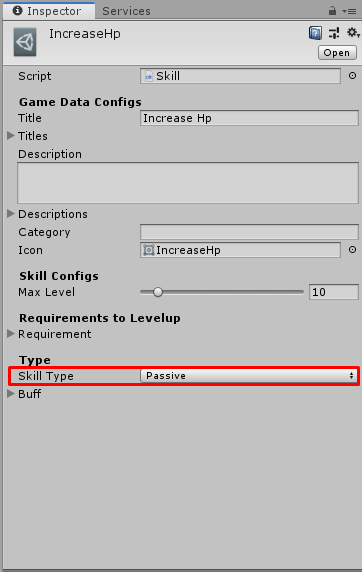 Inspector Services
IncreaseHp
Open
Script Skill
Game Data Configs
Title Increase Hp
Titles
Description
Descriptions
Category
Icon IncreaseHp
Skill Configs
Max Level 10
Requirements to Levelup
Requirement
Type
Skill Type Passive
Buff